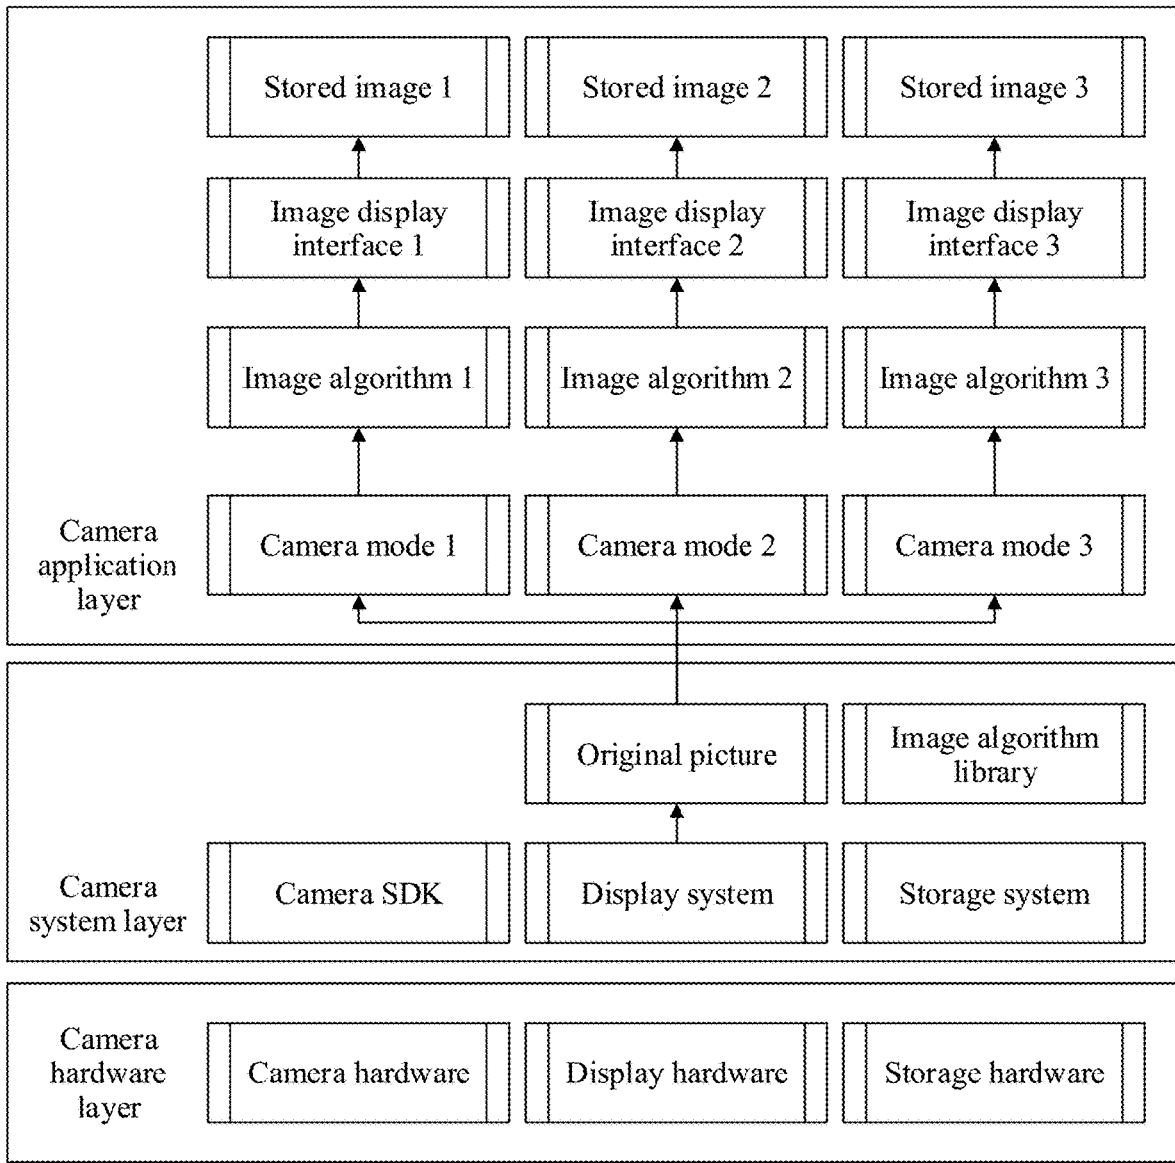 Stored image 1
Stored image 2
Stored image 3
Image display
interface 1
Image display
interface 2
Image display
interface 3
Image algorithm 1
Image algorithm 2
Image algorithm 3
Camera
application
layer
Camera mode 1
Camera mode 2
Camera mode 3
Original picture
Image algorithm
library
Camera
system layer
Camera SDK
Display system
Storage system
Camera
hardware
layer
Camera hardware
Display hardware
Storage hardware